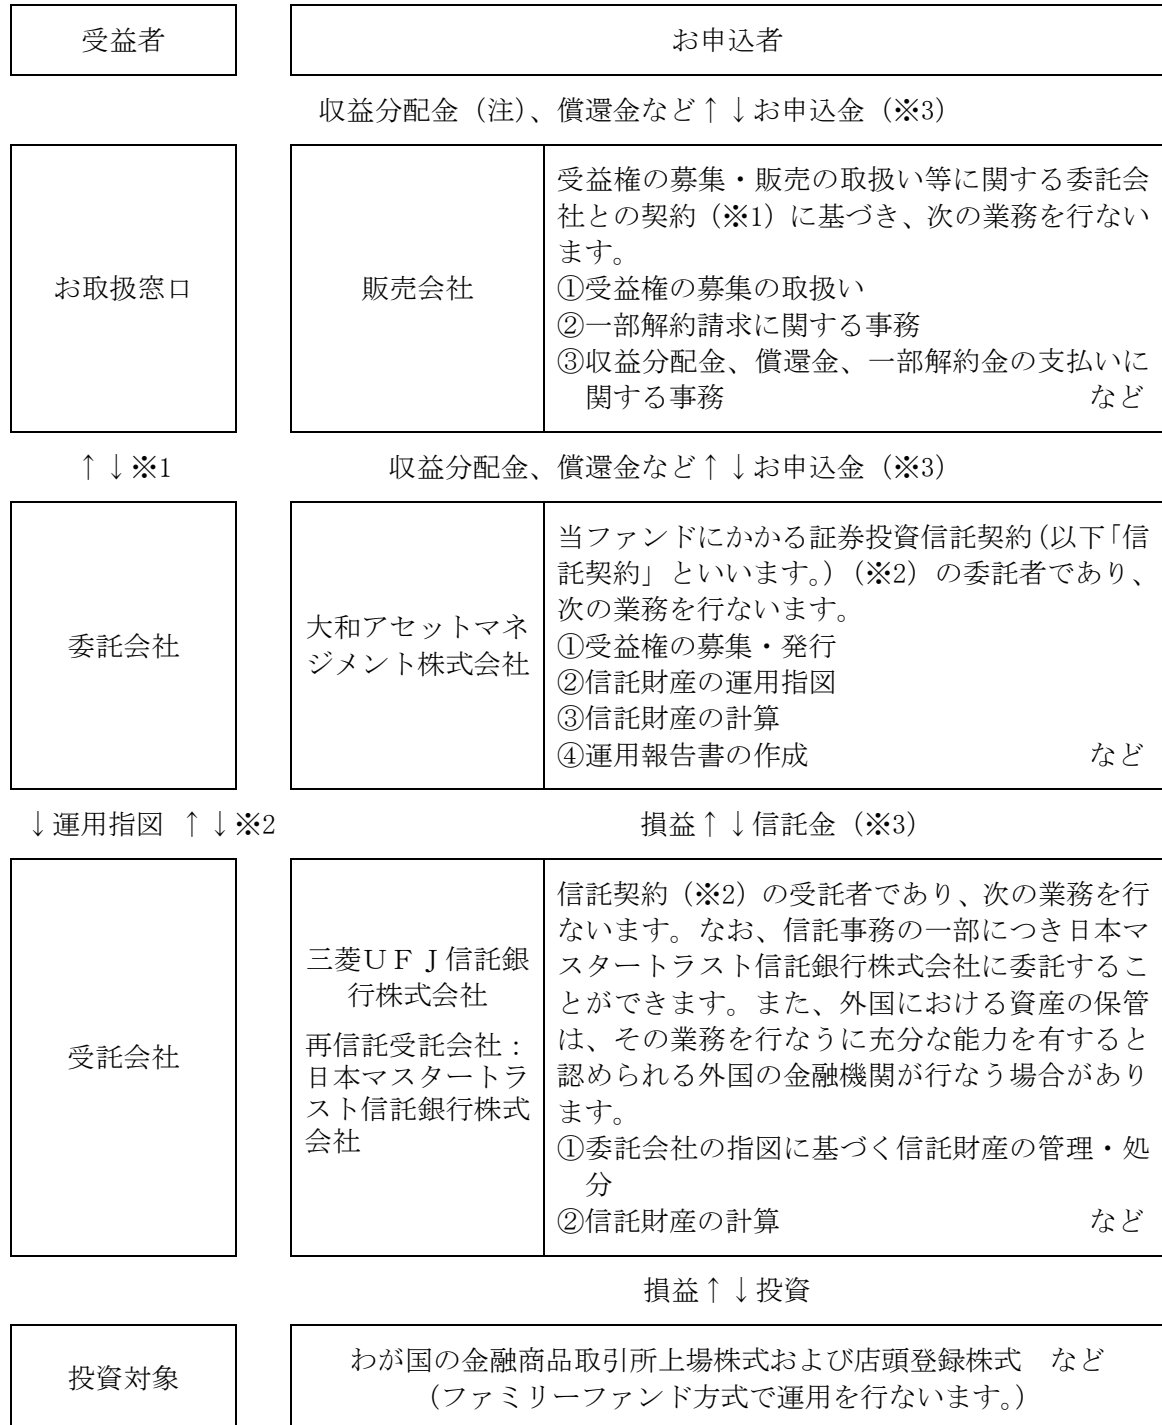 受益者
お申込者
収益分配金（注）、償還金など↑↓お申込金（※3）
お取扱窓口
販売会社
受益権の募集・販売の取扱い等に関する委託会
社との契約（※1）に基づき、次の業務を行ない
ます。
①受益権の募集の取扱い
②一部解約請求に関する事務
③収益分配金、償還金、一部解約金の支払いに
関する事務　など
↑↓※1
収益分配金、償還金など↑↓お申込金（※3）
委託会社
大和アセットマネ
ジメント株式会社
当ファンドにかかる証券投資信託契約（以下「信
託契約」といいます。）（※2）の委託者であり、
次の業務を行ないます。
①受益権の募集・発行
②信託財産の運用指図
③信託財産の計算
④運用報告書の作成　など
↓運用指図　↑↓※2
損益↑↓信託金（※3）
受託会社
三菱ＵＦＪ信託銀
行株式会社
再信託受託会社：
日本マスタートラ
スト信託銀行株式
会社
信託契約（※2）の受託者であり、次の業務を行
ないます。なお、信託事務の一部につき日本マ
スタートラスト信託銀行株式会社に委託するこ
とができます。また、外国における資産の保管
は、その業務を行なうに充分な能力を有すると
認められる外国の金融機関が行なう場合があり
ます。
①委託会社の指図に基づく信託財産の管理・処
分
②信託財産の計算　など
損益↑↓投資
投資対象
わが国の金融商品取引所上場株式および店頭登録株式　など
（ファミリーファンド方式で運用を行ないます。）